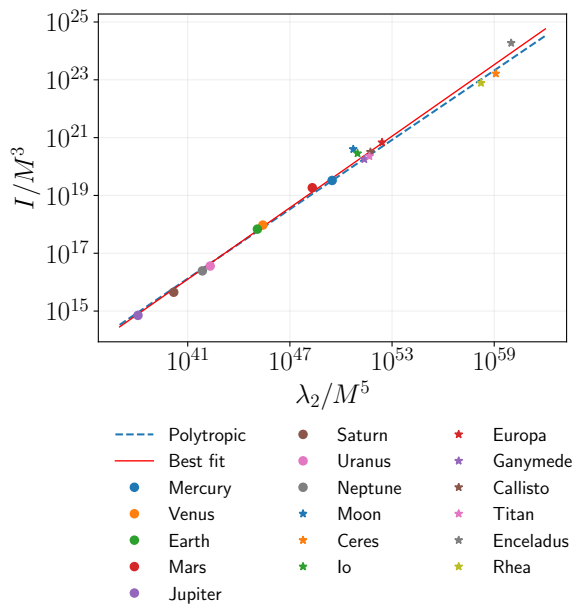 10^25
10^23
10^21
10^19
10^17
10^15
I/M^3
10^41 10^47 10^53 10^59
λ_2/M^5
Polytropic Saturn Europa
Best fit Uranus Ganymede
Mercury Neptune Callisto
Venus Moon Titan
Earth Ceres Enceladus
Mars Io Rhea
Jupiter